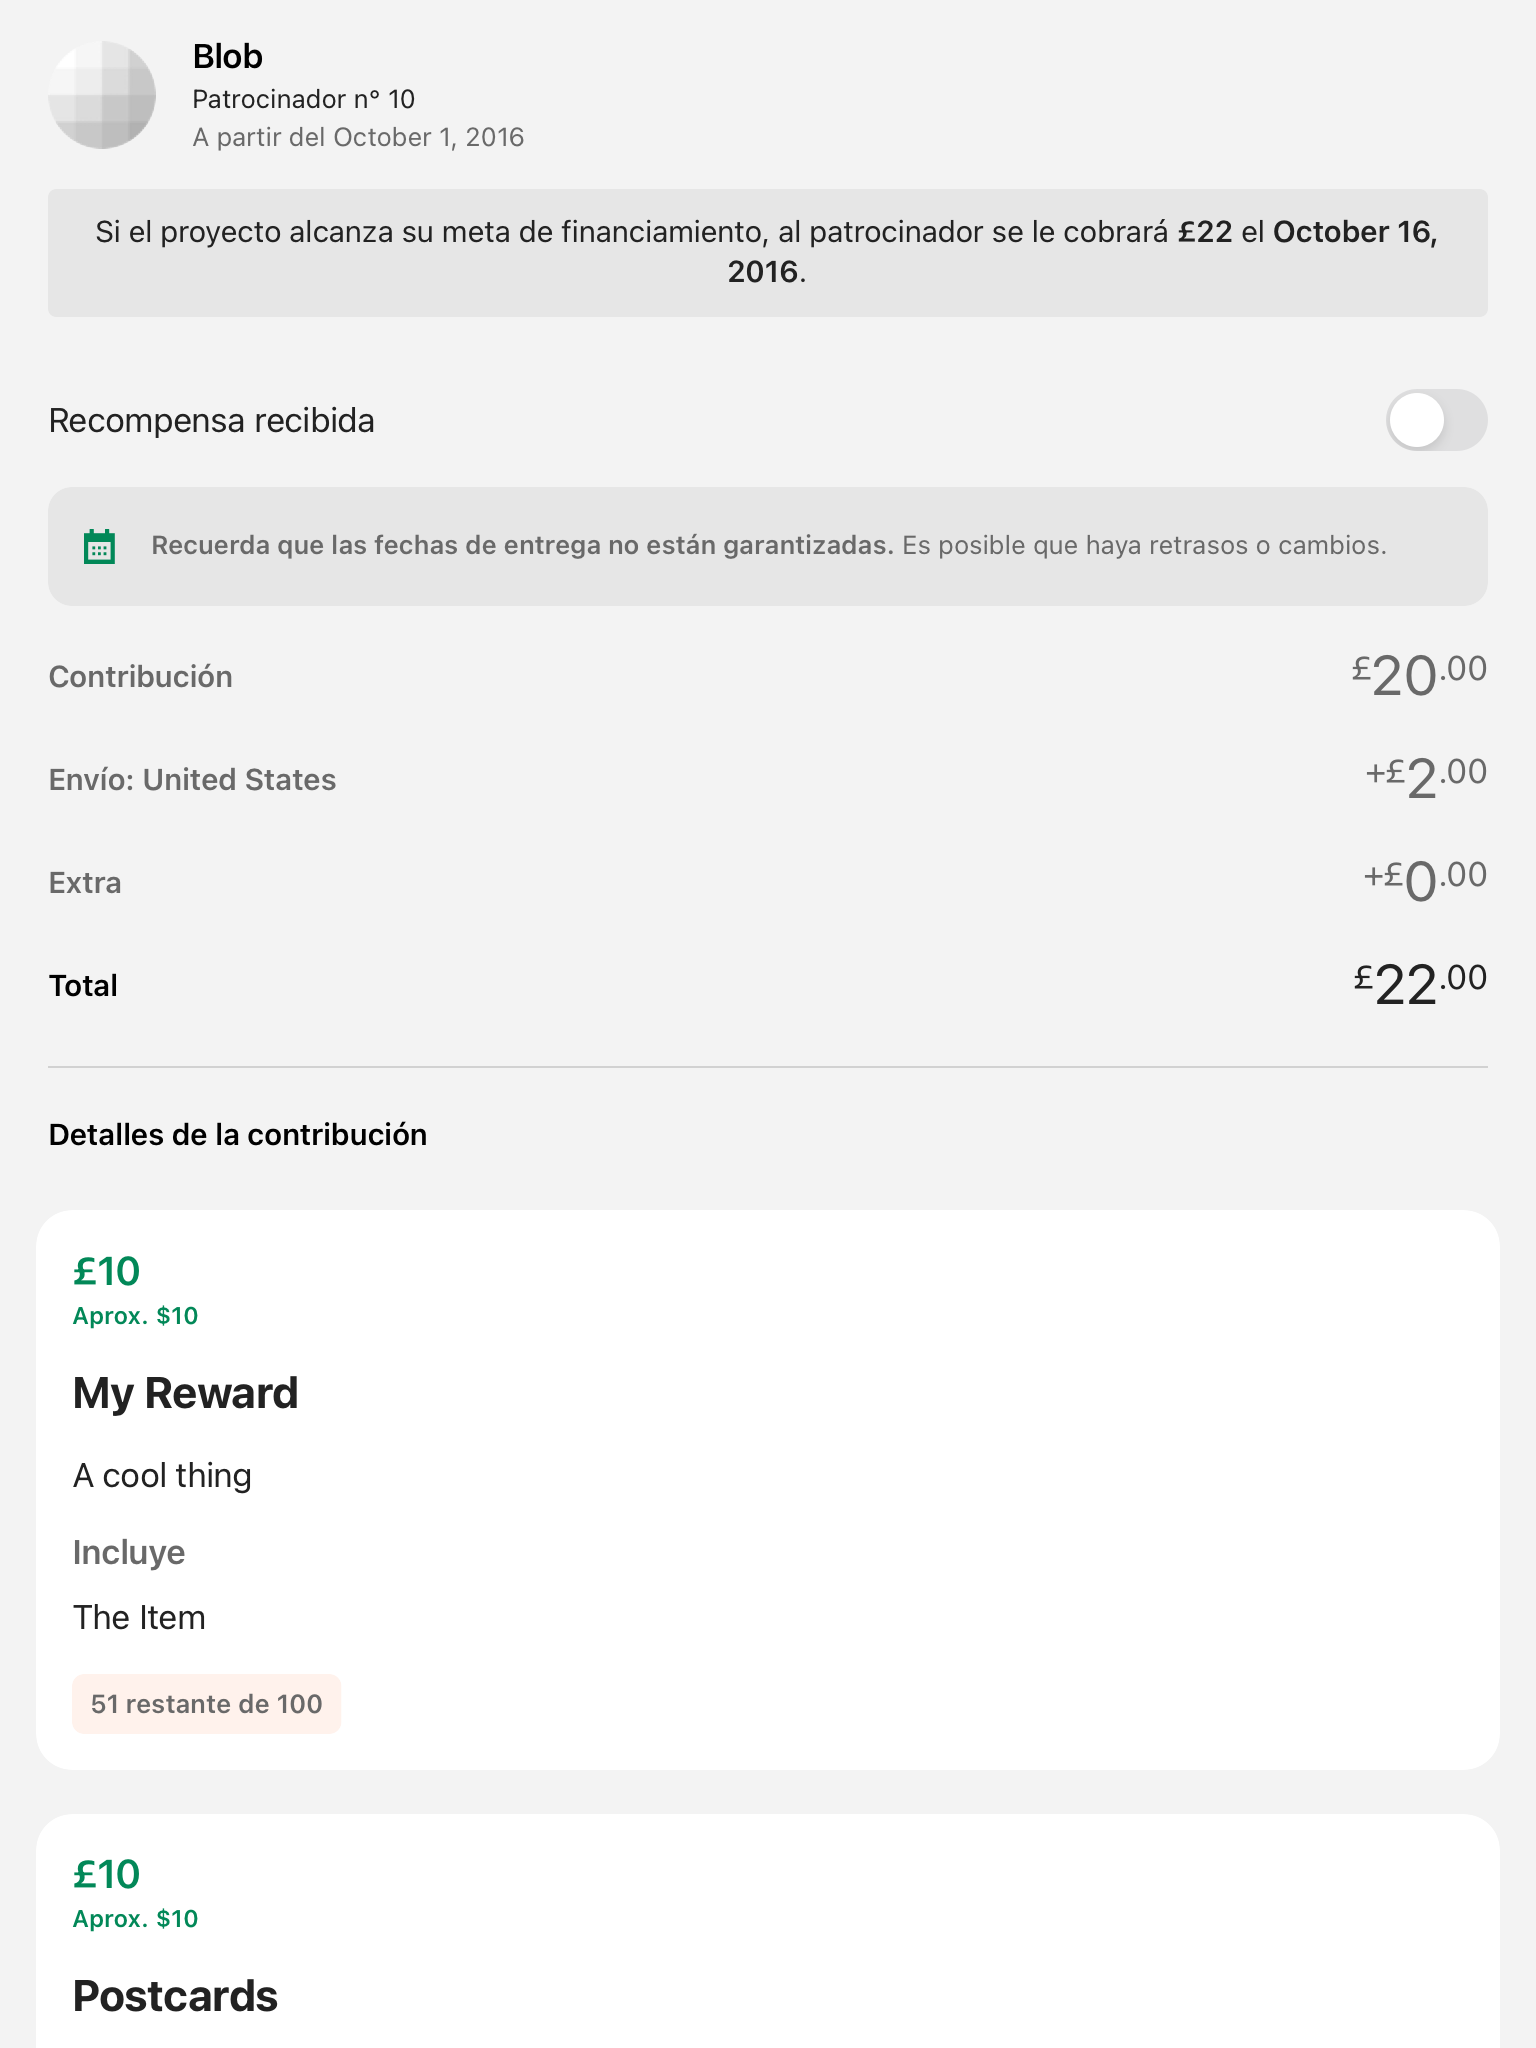 Blob
Patrocinador n° 10
A partir del October 1, 2016
Si el proyecto alcanza su meta de financiamiento, al patrocinador se le cobrará £22 el October 16,
2016.
Recompensa recibida
Recuerda que las fechas de entrega no están garantizadas. Es posible que haya retrasos o cambios.
Contribución £20.00
Envío: United States +£2.00
Extra +£0.00
Total £22.00
Detalles de la contribución
£10
Aprox. $10
My Reward
A cool thing
Incluye
The Item
51 restante de 100
£10
Aprox. $10
Postcards